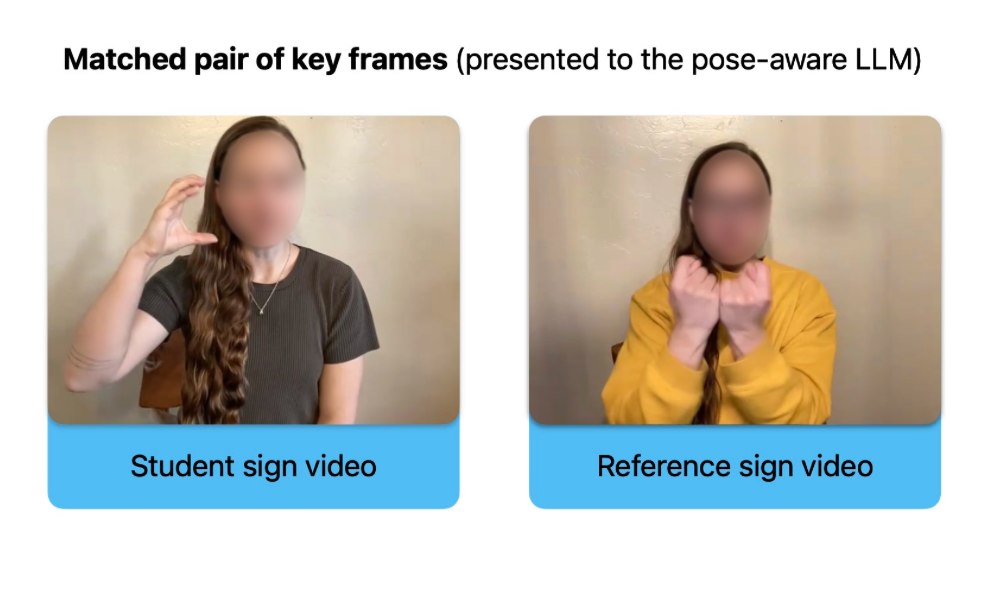 Matched pair of key frames (presented to the pose-aware LLM)
Student sign video
Reference sign video